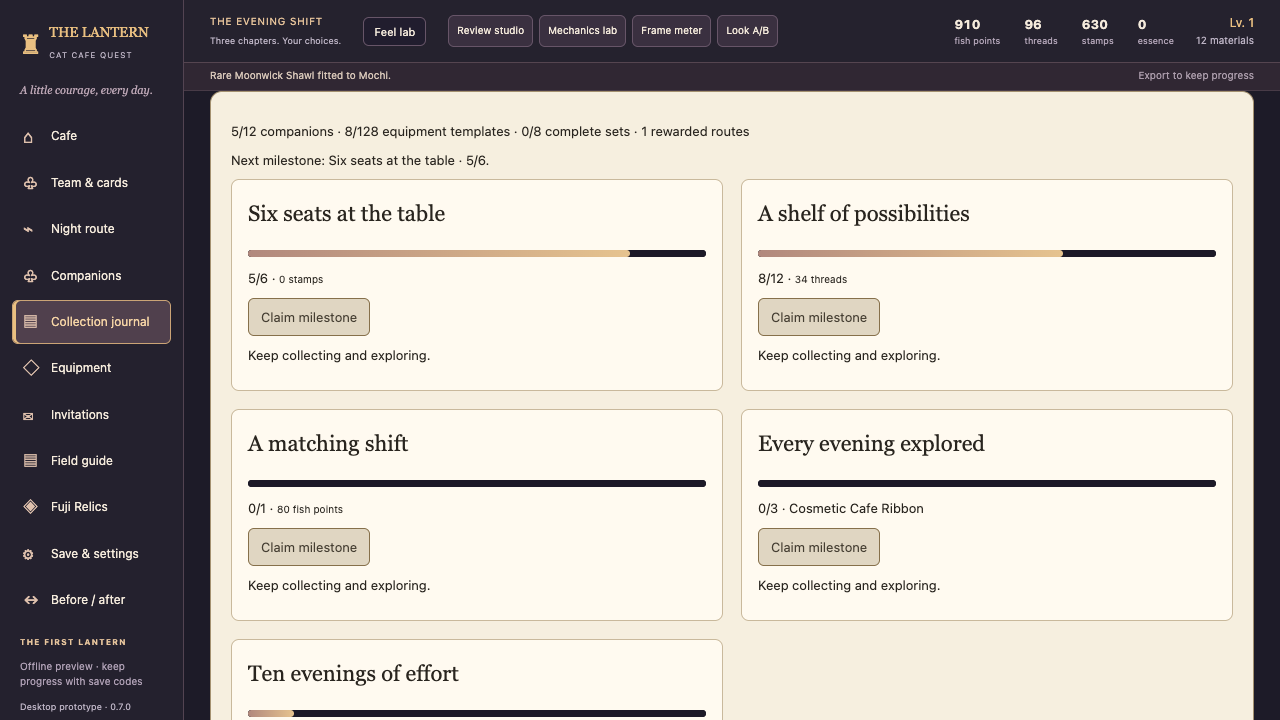 THE LANTERN
CAT CAFE QUEST
A little courage, every day.
Cafe
Team & cards
Night route
Companions
Collection journal
Equipment
Invitations
Field guide
Fuji Relics
Save & settings
Before / after
THE FIRST LANTERN
Offline preview · keep
progress with save codes
Desktop prototype · 0.7.0
THE EVENING SHIFT
Three chapters. Your choices.
Feel lab
Review studio
Mechanics lab
Frame meter
Look A/B
910
fish points
96
threads
630
stamps
0
essence
Lv. 1
12 materials
Rare Moonwick Shawl fitted to Mochi.
Export to keep progress
5/12 companions · 8/128 equipment templates · 0/8 complete sets · 1 rewarded routes
Next milestone: Six seats at the table · 5/6.
Six seats at the table
5/6 · 0 stamps
Claim milestone
Keep collecting and exploring.
A shelf of possibilities
8/12 · 34 threads
Claim milestone
Keep collecting and exploring.
A matching shift
0/1 · 80 fish points
Claim milestone
Keep collecting and exploring.
Every evening explored
0/3 · Cosmetic Cafe Ribbon
Claim milestone
Keep collecting and exploring.
Ten evenings of effort